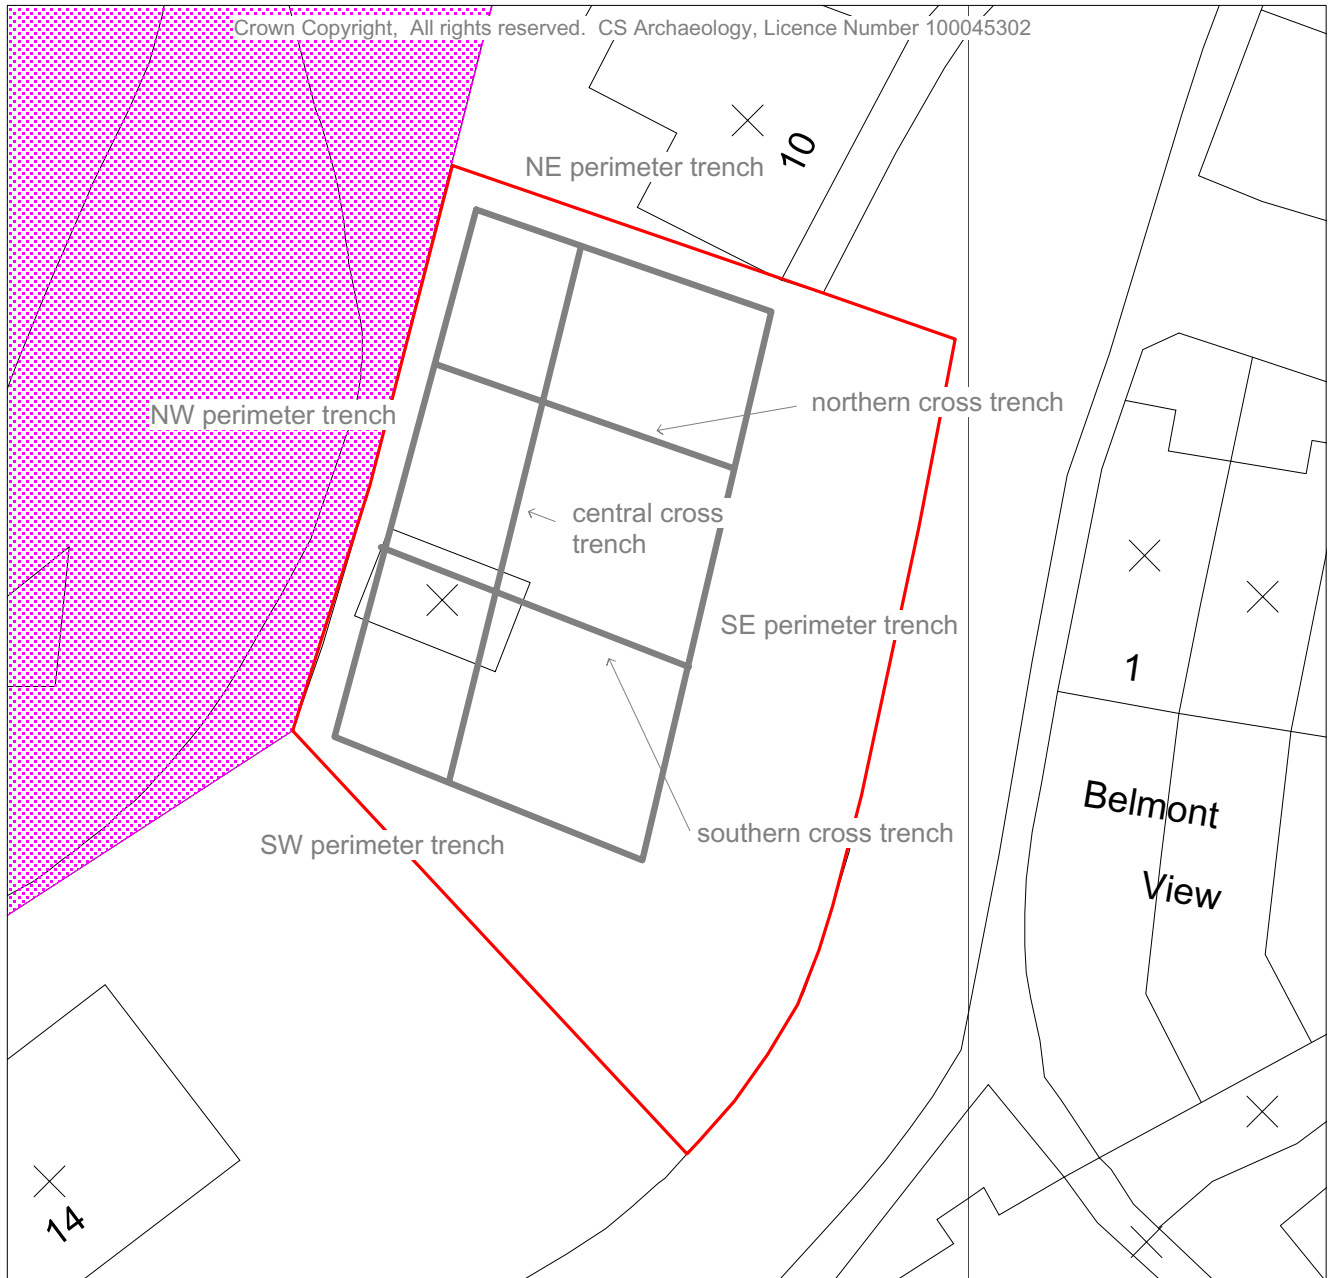 Crown Copyright, All rights reserved. CS Archaeology, Licence Number 100045302
10
NE perimeter trench
northern cross trench
NW perimeter trench
central cross
trench
SE perimeter trench
1
Belmont
View
southern cross trench
SW perimeter trench
14